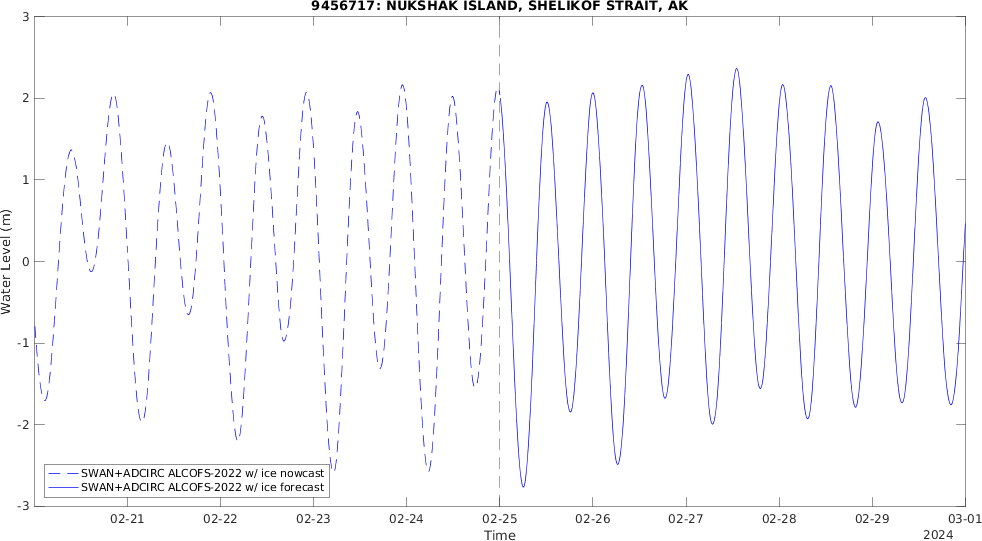 9456717: NUKSHAK ISLAND, SHELIKOF STRAIT, AK
3
2
1
0
-1
-2
-3
Water Level (m)
SWAN+ADCIRC ALCOFS-2022 w/ ice nowcast
SWAN+ADCIRC ALCOFS-2022 w/ ice forecast
02-21 02-22 02-23 02-24 02-25 02-26 02-27 02-28 02-29 03-01
Time
2024